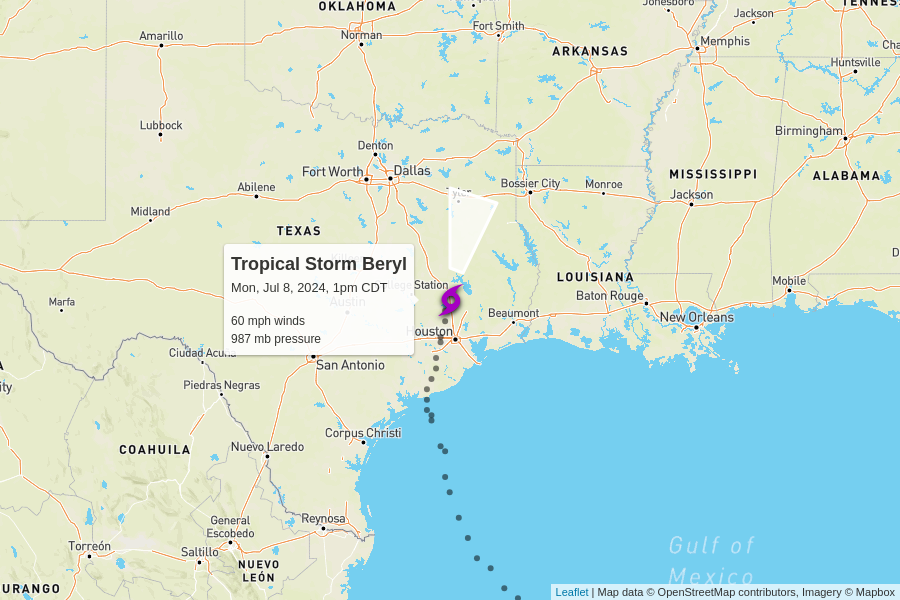 OKLAHOMA
TENNES
Jonesboro
Jackson
Fort Smith
Amarillo
Norman
Memphis
ARKANSAS
Cha
Huntsville
Lubbock
Birmingham
Denton
Fort Worth
Dallas
Bossier City
Monroe
MISSISSIPPI
ALABAMA
Abilene
Jackson
Midland
TEXAS
Tropical Storm Beryl
Mon, Jul 8, 2024, 1pm CDT
60 mph winds
987 mb pressure
Austin
lege Station
LOUISIANA
Mobile
Baton Rouge
Marfa
Beaumont
New Orleans
Houston
Ciudad Acuña
San Antonio
ity
Piedras Negras
Corpus Christi
COAHUILA
Nuevo Laredo
General
Escobedo
Reynosa
Torreón
Saltillo
NUEVO
LEÓN
URANGO
Gulf of
Mexico
Leaflet | Map data © OpenStreetMap contributors, Imagery © Mapbox